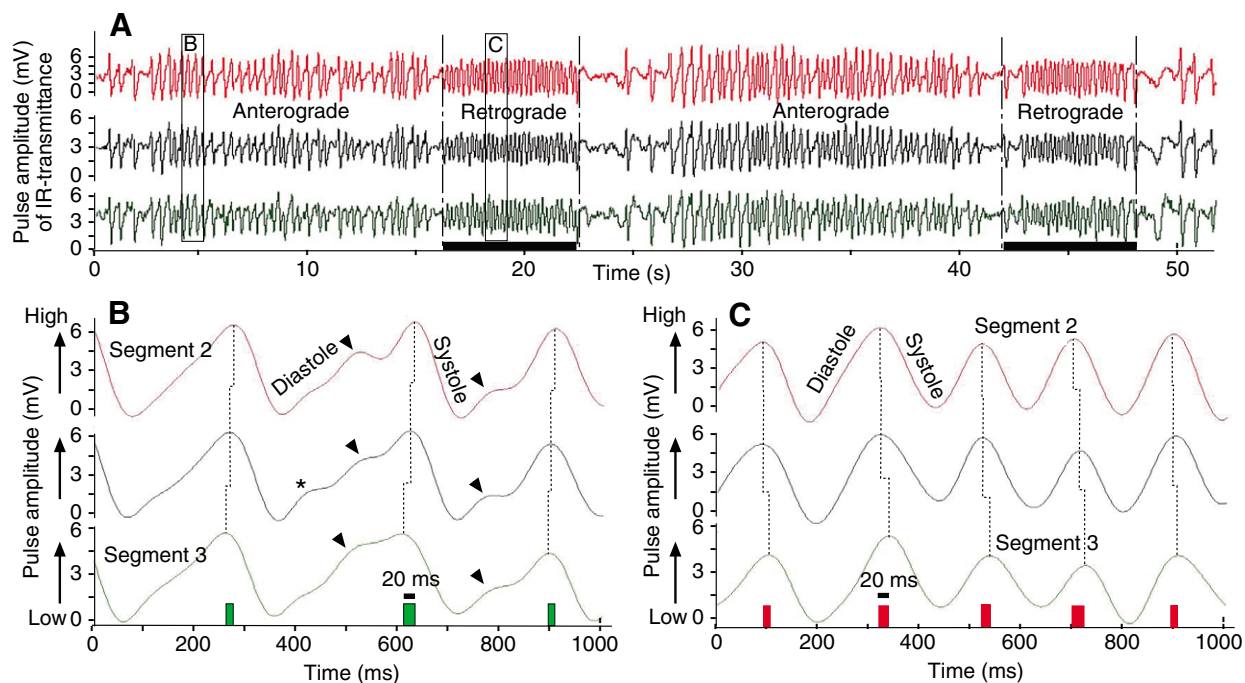 A
Pulse amplitude (mV)
of IR-transmittance
B
C
6
3
0
Anterograde
Retrograde
Anterograde
Retrograde
6
3
0
6
3
0
0
10
20
30
40
50
Time (s)
B
High
Pulse amplitude (mV)
6
3
0
Segment 2
Diastole
Systole
6
3
0
*
6
3
Low 0
Segment 3
20 ms
0
200
400
600
800
1000
Time (ms)
C
High
Pulse amplitude (mV)
6
3
0
Diastole
Systole
Segment 2
6
3
0
6
3
Low 0
Segment 3
20 ms
0
200
400
600
800
1000
Time (ms)